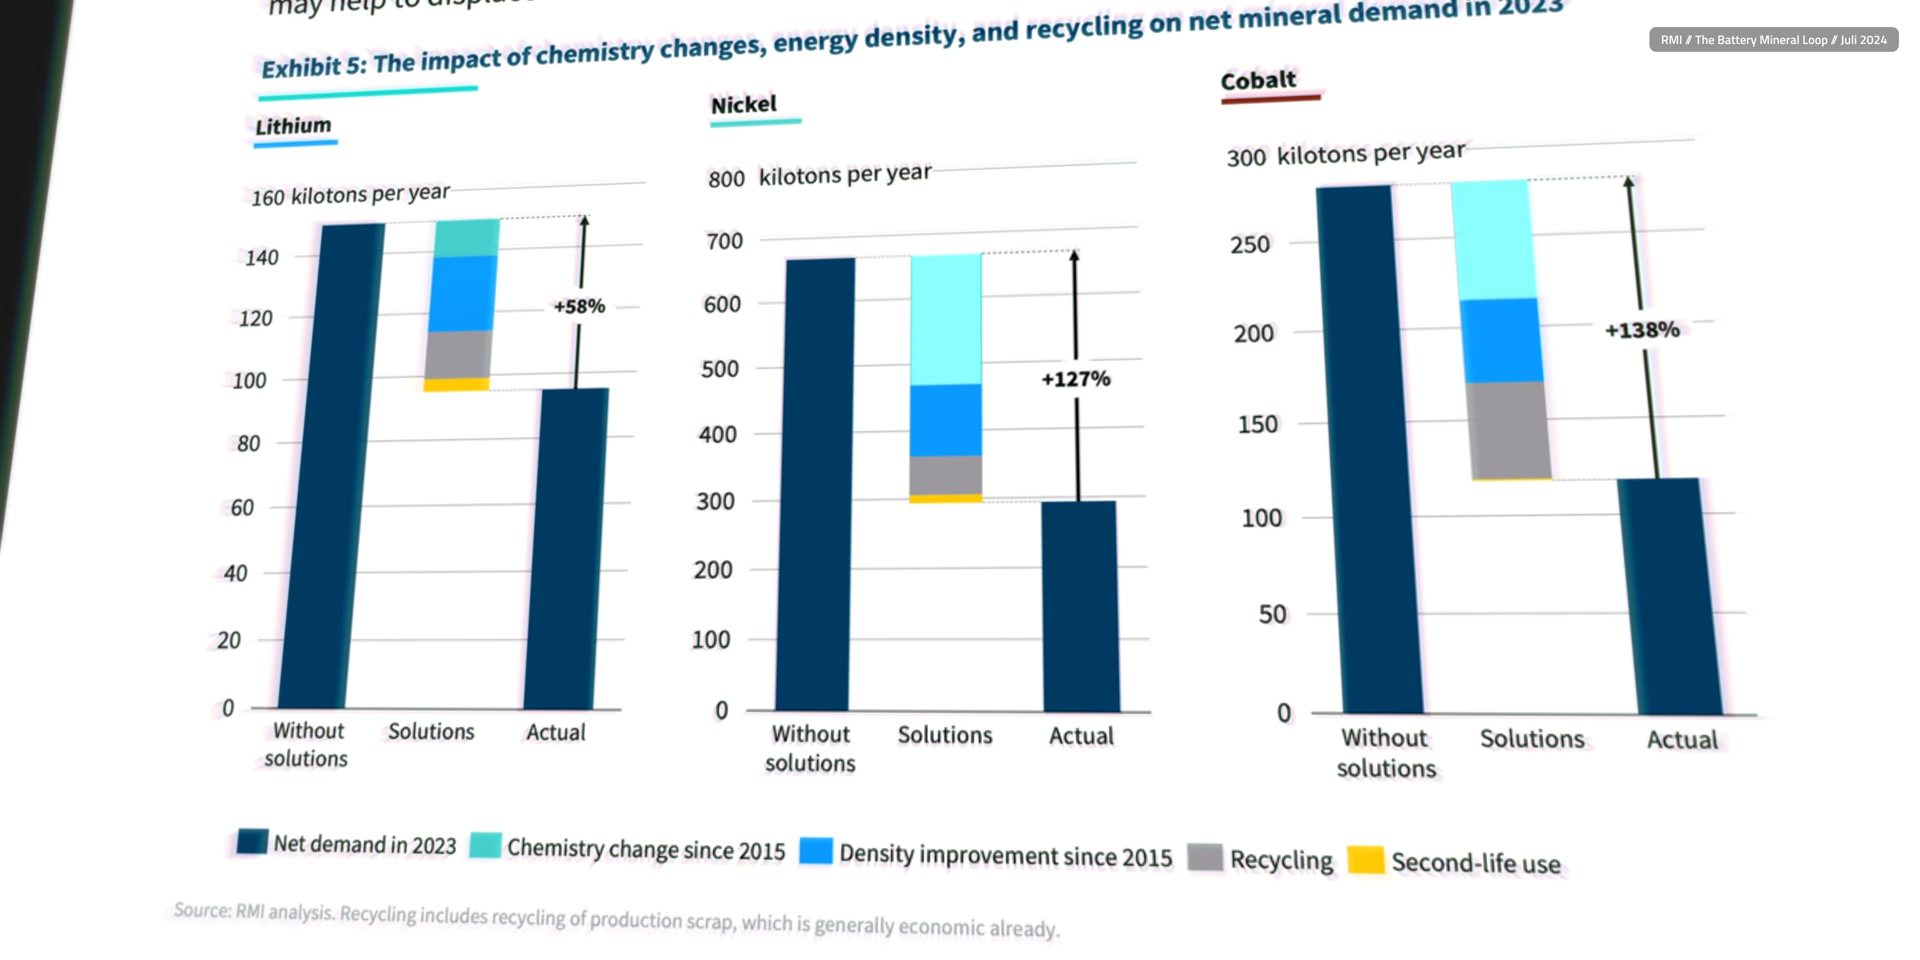 may help to
RMI // The Battery Mineral Loop // Juli 2024
Exhibit 5: The impact of chemistry changes, energy density, and recycling on net mineral demand in 2023
Lithium
160 kilotons per year
140
120
100
80
60
40
20
0
+58%
Without solutions
Solutions
Actual
Nickel
800 kilotons per year
700
600
500
400
300
200
100
0
+127%
Without solutions
Solutions
Actual
Cobalt
300 kilotons per year
250
200
150
100
50
0
+138%
Without solutions
Solutions
Actual
Net demand in 2023
Chemistry change since 2015
Density improvement since 2015
Recycling
Second-life use
Source: RMI analysis. Recycling includes recycling of production scrap, which is generally economic already.